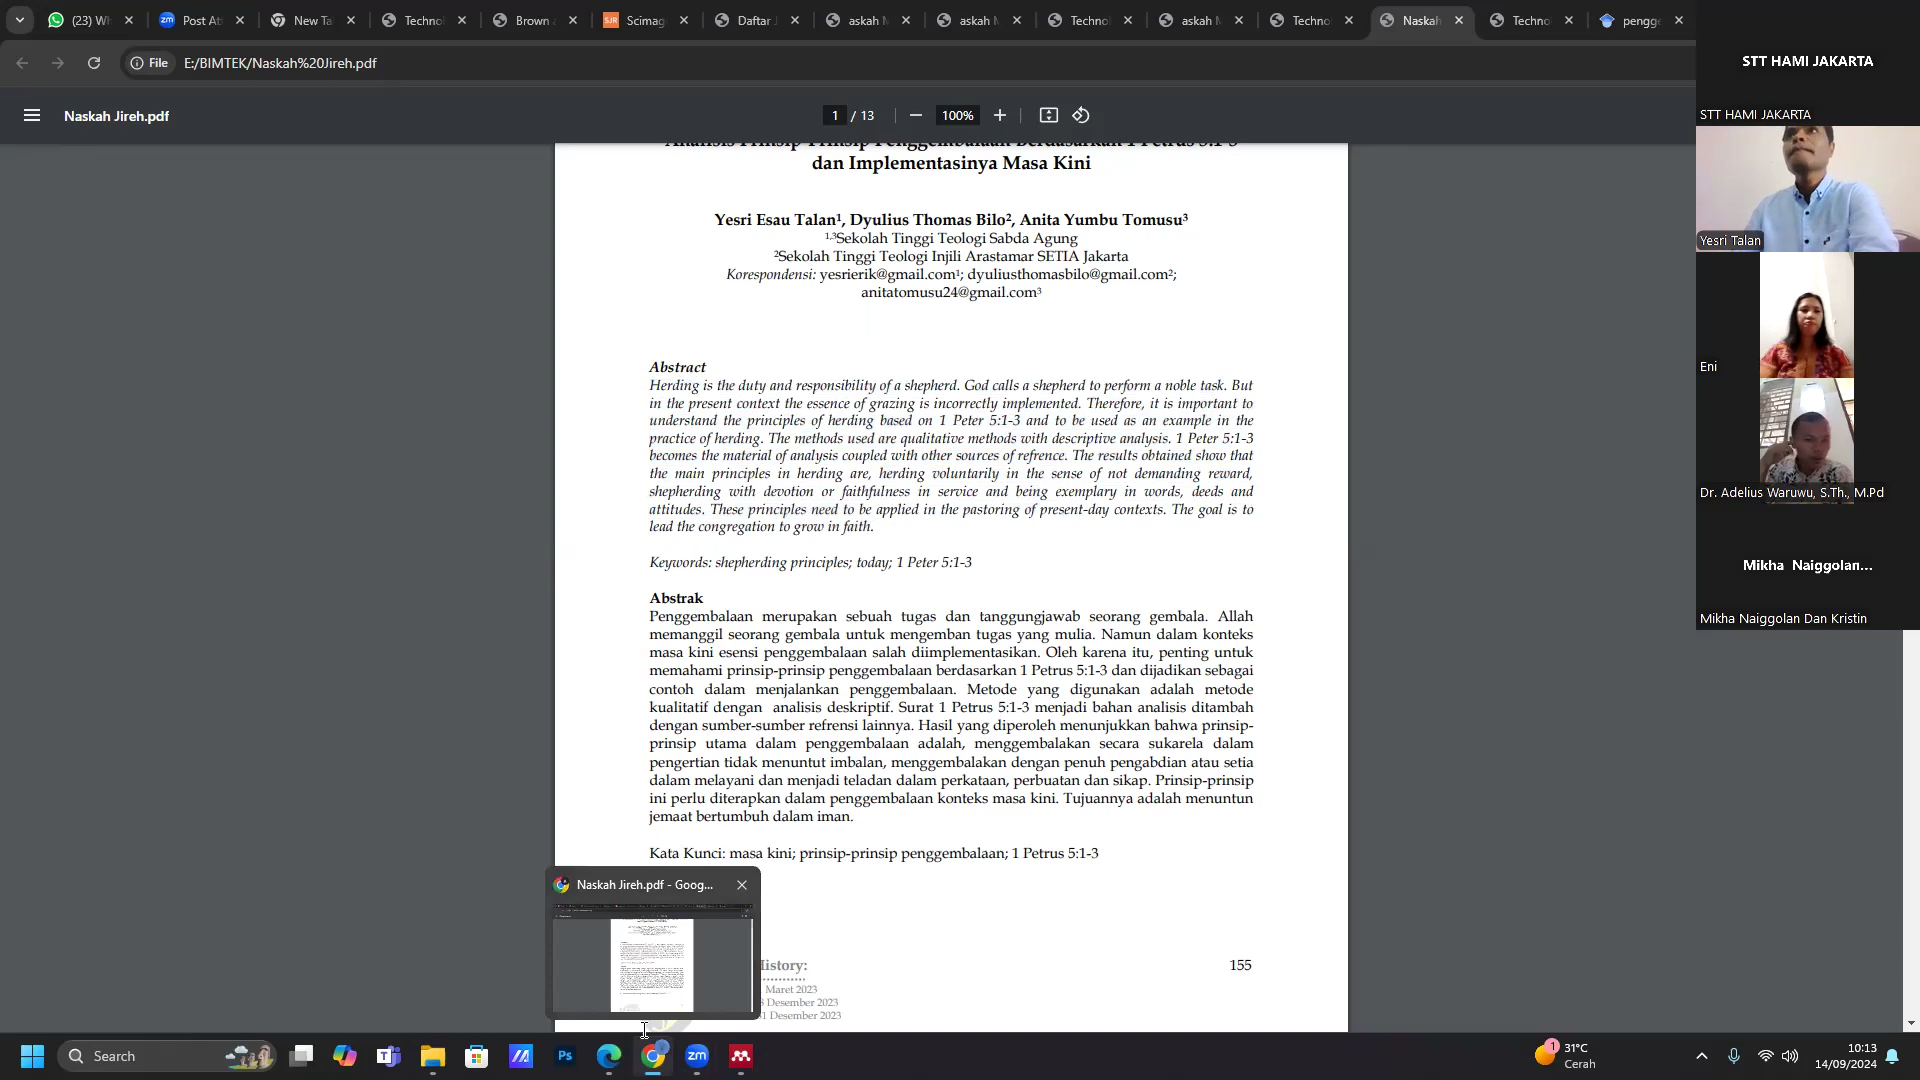 (23) Wh
Post At
New Ta
Technol
Brown
Scimag
Daftar J
askah M
askah M
Techno
askah M
Techno
Naskah
Techno
pengge
File
E:/BIMTEK/Naskah%20Jireh.pdf
Naskah Jireh.pdf
1 / 13
100%
Analisis Prinsip-Prinsip Penggembalaan Berdasarkan 1 Petrus 5:1-3
dan Implementasinya Masa Kini
Yesri Esau Talan¹, Dyulius Thomas Bilo², Anita Yumbu Tomusu³
¹,³Sekolah Tinggi Teologi Sabda Agung
²Sekolah Tinggi Teologi Injili Arastamar SETIA Jakarta
Korespondensi: yesrierik@gmail.com¹; dyuliusthomasbilo@gmail.com²;
anitatomusu24@gmail.com³
Abstract
Herding is the duty and responsibility of a shepherd. God calls a shepherd to perform a noble task. But
in the present context the essence of grazing is incorrectly implemented. Therefore, it is important to
understand the principles of herding based on 1 Peter 5:1-3 and to be used as an example in the
practice of herding. The methods used are qualitative methods with descriptive analysis. 1 Peter 5:1-3
becomes the material of analysis coupled with other sources of refrence. The results obtained show that
the main principles in herding are, herding voluntarily in the sense of not demanding reward,
shepherding with devotion or faithfulness in service and being exemplary in words, deeds and
attitudes. These principles need to be applied in the pastoring of present-day contexts. The goal is to
lead the congregation to grow in faith.
Keywords: shepherding principles; today; 1 Peter 5:1-3
Abstrak
Penggembalaan merupakan sebuah tugas dan tanggungjawab seorang gembala. Allah
memanggil seorang gembala untuk mengemban tugas yang mulia. Namun dalam konteks
masa kini esensi penggembalaan salah diimplementasikan. Oleh karena itu, penting untuk
memahami prinsip-prinsip penggembalaan berdasarkan 1 Petrus 5:1-3 dan dijadikan sebagai
contoh dalam menjalankan penggembalaan. Metode yang digunakan adalah metode
kualitatif dengan analisis deskriptif. Surat 1 Petrus 5:1-3 menjadi bahan analisis ditambah
dengan sumber-sumber refrensi lainnya. Hasil yang diperoleh menunjukkan bahwa prinsip-
prinsip utama dalam penggembalaan adalah, menggembalakan secara sukarela dalam
pengertian tidak menuntut imbalan, menggembalakan dengan penuh pengabdian atau setia
dalam melayani dan menjadi teladan dalam perkataan, perbuatan dan sikap. Prinsip-prinsip
ini perlu diterapkan dalam penggembalaan konteks masa kini. Tujuannya adalah menuntun
jemaat bertumbuh dalam iman.
Kata Kunci: masa kini; prinsip-prinsip penggembalaan; 1 Petrus 5:1-3
Naskah Jireh.pdf - Goog...
History:
155
Maret 2023
Desember 2023
31 Desember 2023
STT HAMI JAKARTA
STT HAMI JAKARTA
Yesri Talan
Eni
Dr. Adelius Waruwu, S.Th., M.Pd
Mikha Naiggolan...
Mikha Naiggolan Dan Kristin
Search
1
31°C
Cerah
10:13
14/09/2024